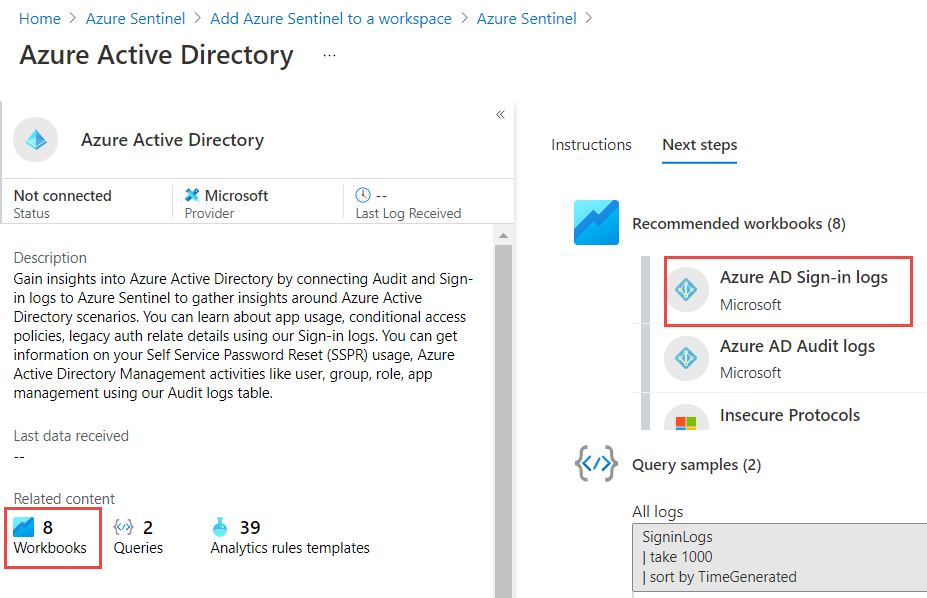 Home > Azure Sentinel > Add Azure Sentinel to a workspace > Azure Sentinel >
Azure Active Directory ...
«
Azure Active Directory
Not connected
Status
Microsoft
Provider
--
Last Log Received
Description
Gain insights into Azure Active Directory by connecting Audit and Sign-
in logs to Azure Sentinel to gather insights around Azure Active
Directory scenarios. You can learn about app usage, conditional access
policies, legacy auth relate details using our Sign-in logs. You can get
information on your Self Service Password Reset (SSPR) usage, Azure
Active Directory Management activities like user, group, role, app
management using our Audit logs table.
Last data received
--
Related content
8
Workbooks
2
Queries
39
Analytics rules templates
Instructions
Next steps
Recommended workbooks (8)
Azure AD Sign-in logs
Microsoft
Azure AD Audit logs
Microsoft
Insecure Protocols
Query samples (2)
All logs
SigninLogs
| take 1000
| sort by TimeGenerated